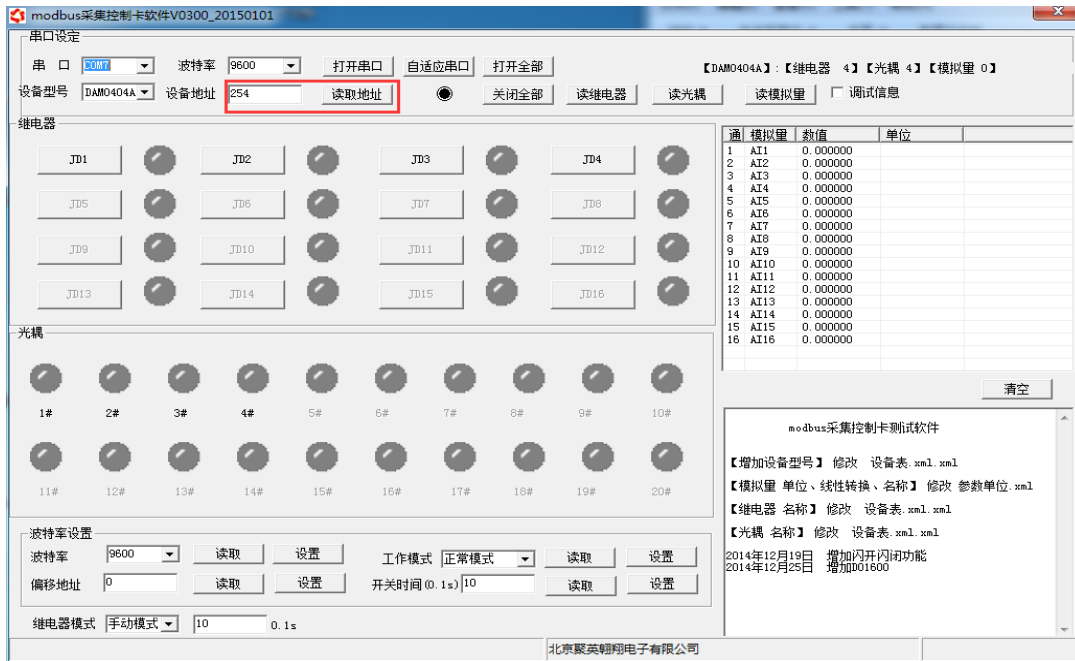 modbus采集控制卡软件V0300_20150101
串口设定
串 口 COM7 波特率 9600 打开串口 自适应串口 打开全部 【DAM0404A】:【继电器 4】【光耦 4】【模拟量 0】
设备型号 DAM0404A 设备地址 254 读取地址 关闭全部 读继电器 读光耦 读模拟量 调试信息
继电器
JD1 JD2 JD3 JD4
JD5 JD6 JD7 JD8
JD9 JD10 JD11 JD12
JD13 JD14 JD15 JD16
通 模拟量 数值 单位
1 AI1 0.000000
2 AI2 0.000000
3 AI3 0.000000
4 AI4 0.000000
5 AI5 0.000000
6 AI6 0.000000
7 AI7 0.000000
8 AI8 0.000000
9 AI9 0.000000
10 AI10 0.000000
11 AI11 0.000000
12 AI12 0.000000
13 AI13 0.000000
14 AI14 0.000000
15 AI15 0.000000
16 AI16 0.000000
清空
光耦
1# 2# 3# 4# 5# 6# 7# 8# 9# 10#
11# 12# 13# 14# 15# 16# 17# 18# 19# 20#
modbus采集控制卡测试软件
【增加设备型号】 修改 设备表.xml.xml
【模拟量 单位、线性转换、名称】 修改 参数单位.xml
【继电器 名称】 修改 设备表.xml.xml
【光耦 名称】 修改 设备表.xml.xml
2014年12月19日 增加闪开闪闭功能
2014年12月25日 增加DO1600
波特率设置
波特率 9600 读取 设置 工作模式 正常模式 读取 设置
偏移地址 0 读取 设置 开关时间(0.1s) 10 读取 设置
继电器模式 手动模式 10 0.1s
北京聚英翱翔电子有限公司